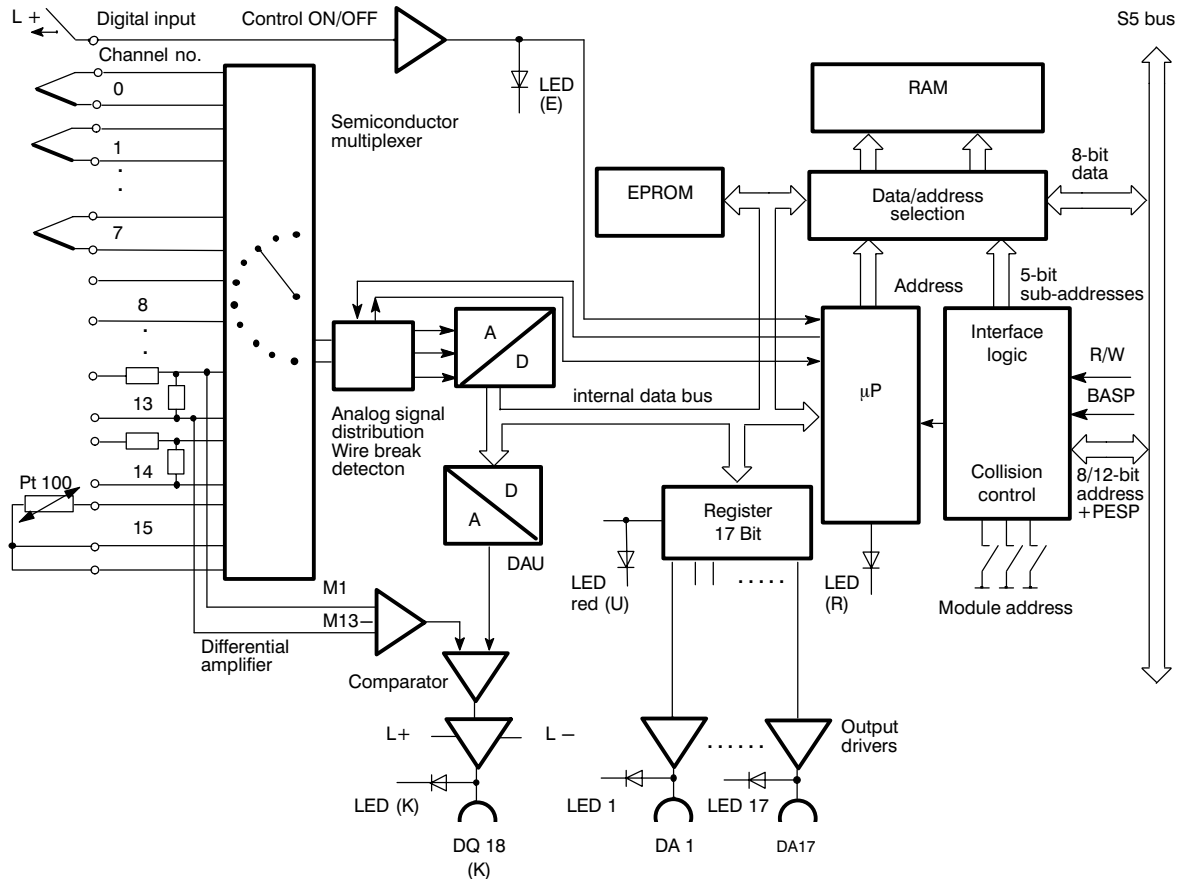 L + Digital input Control ON/OFF
S5 bus
Channel no.
0
1
7
8
13
14
Pt 100
15
LED
(E)
Semiconductor
multiplexer
RAM
EPROM
Data/address
selection
8-bit
data
Address
5-bit
sub-addresses
A
D
Interface
logic
R/W
BASP
µP
internal data bus
Analog signal
distribution
Wire break
detecton
Collision
control
8/12-bit
address
+PESP
D
A
DAU
Register
17 Bit
LED
red (U)
LED
(R)
Module address
M1
M13−
Differential
amplifier
Comparator
L+
L −
Output
drivers
LED (K)
LED 1
LED 17
DQ 18
(K)
DA 1
DA17